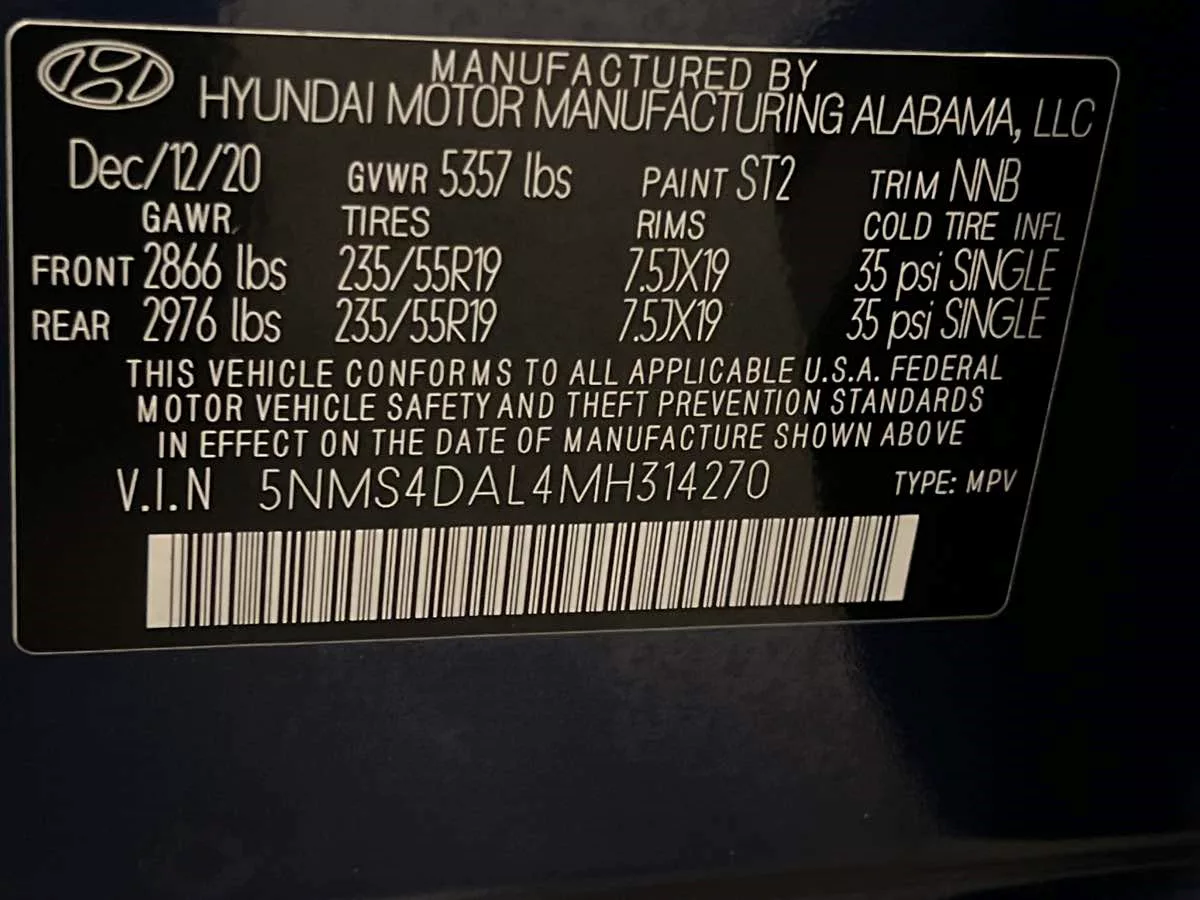 MANUFACTURED BY
HYUNDAI MOTOR MANUFACTURING ALABAMA, LLC
Dec/12/20 GVWR 5357 lbs PAINT ST2 TRIM NNB
GAWR TIRES RIMS COLD TIRE INFL
FRONT 2866 lbs 235/55R19 7.5JX19 35 psi SINGLE
REAR 2976 lbs 235/55R19 7.5JX19 35 psi SINGLE
THIS VEHICLE CONFORMS TO ALL APPLICABLE U.S.A. FEDERAL
MOTOR VEHICLE SAFETY AND THEFT PREVENTION STANDARDS
IN EFFECT ON THE DATE OF MANUFACTURE SHOWN ABOVE
V.I.N 5NMS4DAL4MH314270 TYPE: MPV